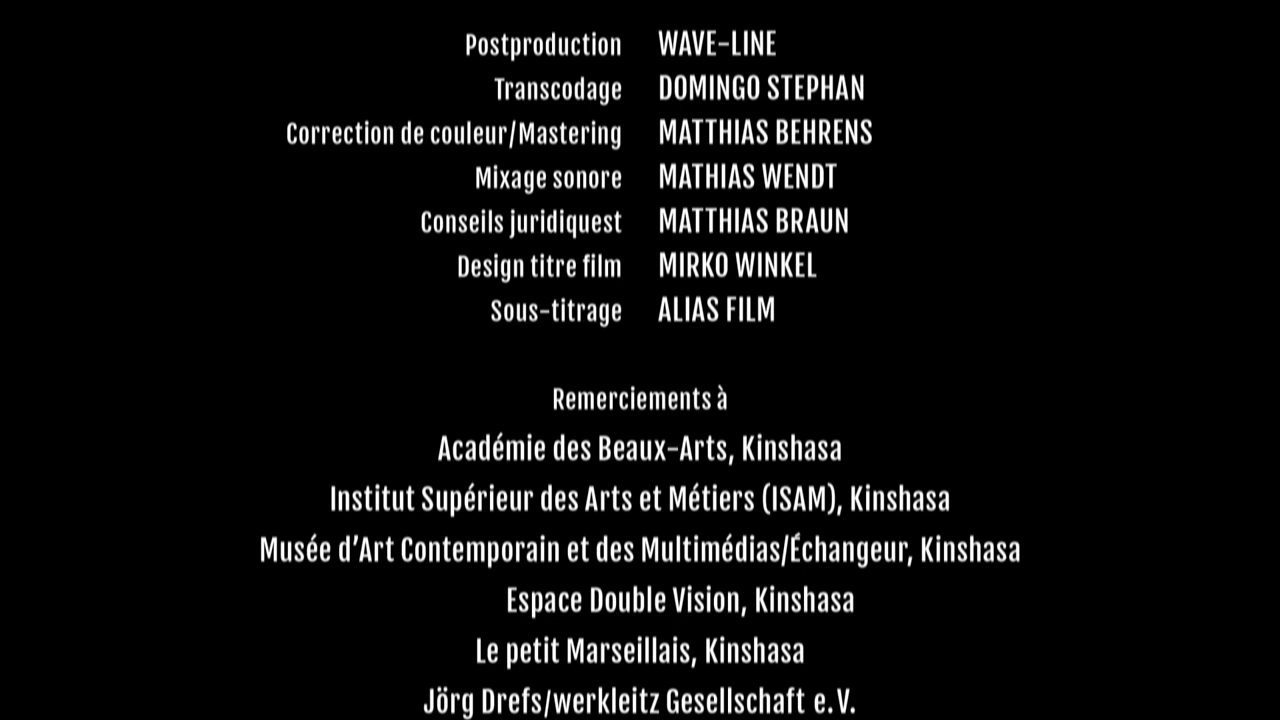 Postproduction WAVE-LINE
Transcodage DOMINGO STEPHAN
Correction de couleur/Mastering MATTHIAS BEHRENS
Mixage sonore MATHIAS WENDT
Conseils juridiquest MATTHIAS BRAUN
Design titre film MIRKO WINKEL
Sous-titrage ALIAS FILM
Remerciements à
Académie des Beaux-Arts, Kinshasa
Institut Supérieur des Arts et Métiers (ISAM), Kinshasa
Musée d’Art Contemporain et des Multimédias/Échangeur, Kinshasa
Espace Double Vision, Kinshasa
Le petit Marseillais, Kinshasa
Jörg Drefs/werkleitz Gesellschaft e.V.